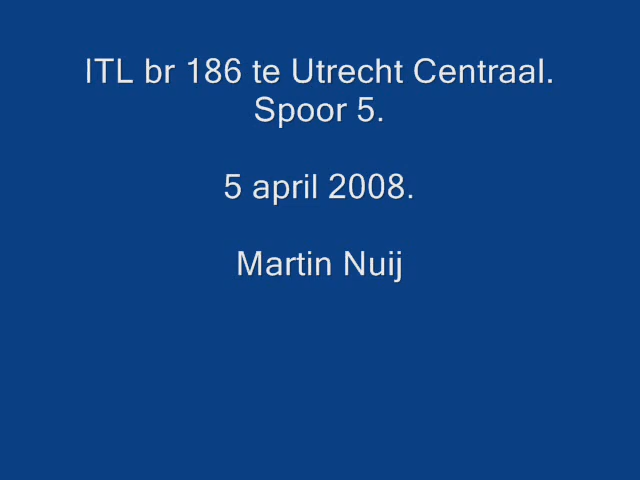 ITL br 186 te Utrecht Centraal.
Spoor 5.
5 april 2008.
Martin Nuij